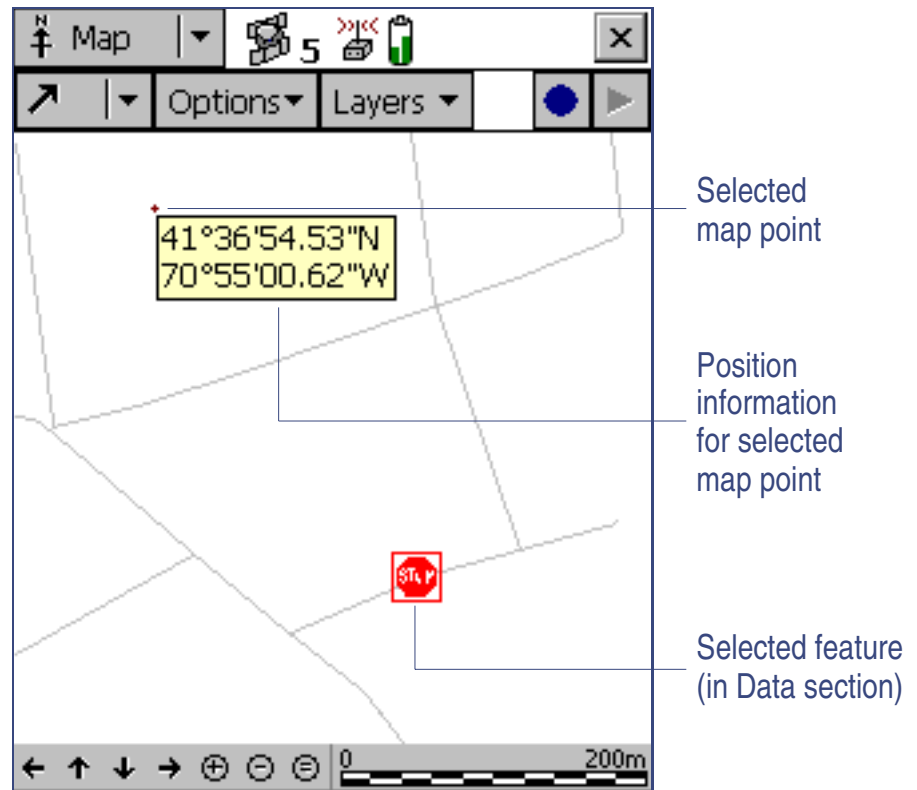 N
Map
5
Options
Layers
41°36'54.53"N
70°55'00.62"W
Selected
map point
Position
information
for selected
map point
STOP
Selected feature
(in Data section)
0 200m